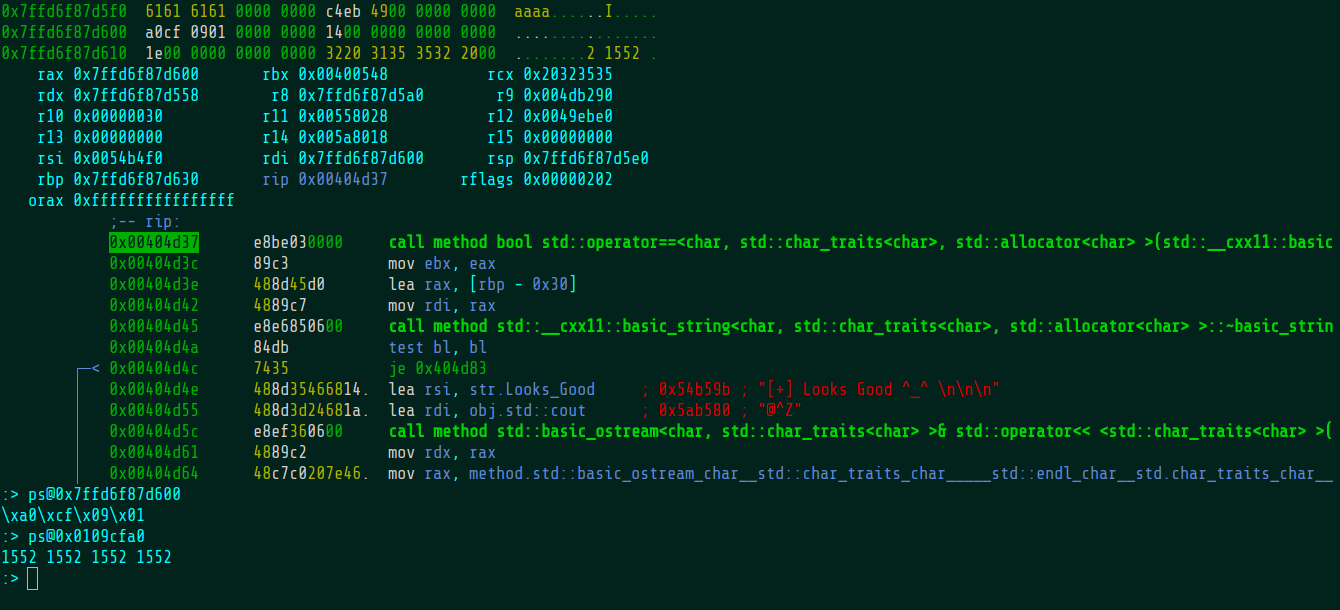 0x7ffd6f87d5f0  6161 6161 0000 0000 c4eb 4900 0000 0000  aaaa......I.....
0x7ffd6f87d600  a0cf 0901 0000 0000 1400 0000 0000 0000  ................
0x7ffd6f87d610  1e00 0000 0000 0000 3220 3135 3532 2000  ........2 1552 .
rax 0x7ffd6f87d600       rbx 0x00400548           rcx 0x20323535
rdx 0x7ffd6f87d558        r8 0x7ffd6f87d5a0        r9 0x004db290
r10 0x00000030           r11 0x00558028           r12 0x0049ebe0
r13 0x00000000           r14 0x005a8018           r15 0x00000000
rsi 0x0054b4f0           rdi 0x7ffd6f87d600       rsp 0x7ffd6f87d5e0
rbp 0x7ffd6f87d630       rip 0x00404d37        rflags 0x00000202
orax 0xffffffffffffffff
;-- rip:
0x00404d37      e8be030000     call method bool std::operator==<char, std::char_traits<char>, std::allocator<char> >(std::__cxx11::basic
0x00404d3c      89c3           mov ebx, eax
0x00404d3e      488d45d0       lea rax, [rbp - 0x30]
0x00404d42      4889c7         mov rdi, rax
0x00404d45      e8e6850600     call method std::__cxx11::basic_string<char, std::char_traits<char>, std::allocator<char> >::~basic_strin
0x00404d4a      84db           test bl, bl
< 0x00404d4c      7435           je 0x404d83
0x00404d4e      488d35466814.  lea rsi, str.Looks_Good     ; 0x54b59b ; "[+] Looks Good ^_^ \n\n\n"
0x00404d55      488d3d24681a.  lea rdi, obj.std::cout      ; 0x5ab580 ; "@^Z"
0x00404d5c      e8ef360600     call method std::basic_ostream<char, std::char_traits<char> >& std::operator<< <std::char_traits<char> >(
0x00404d61      4889c2         mov rdx, rax
0x00404d64      48c7c0207e46.  mov rax, method.std::basic_ostream_char__std::char_traits_char_____std::endl_char__std.char_traits_char__
:> ps@0x7ffd6f87d600
\xa0\xcf\x09\x01
:> ps@0x0109cfa0
1552 1552 1552 1552
:>